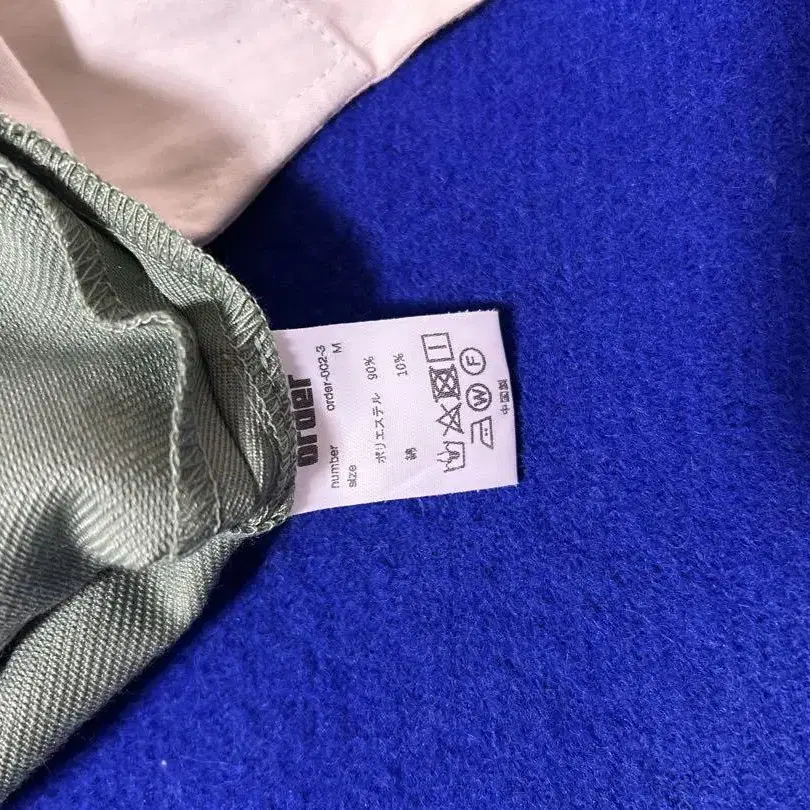 order
number order-002-3
size M
ポリエステル 90%
綿 10%
W F
中国製